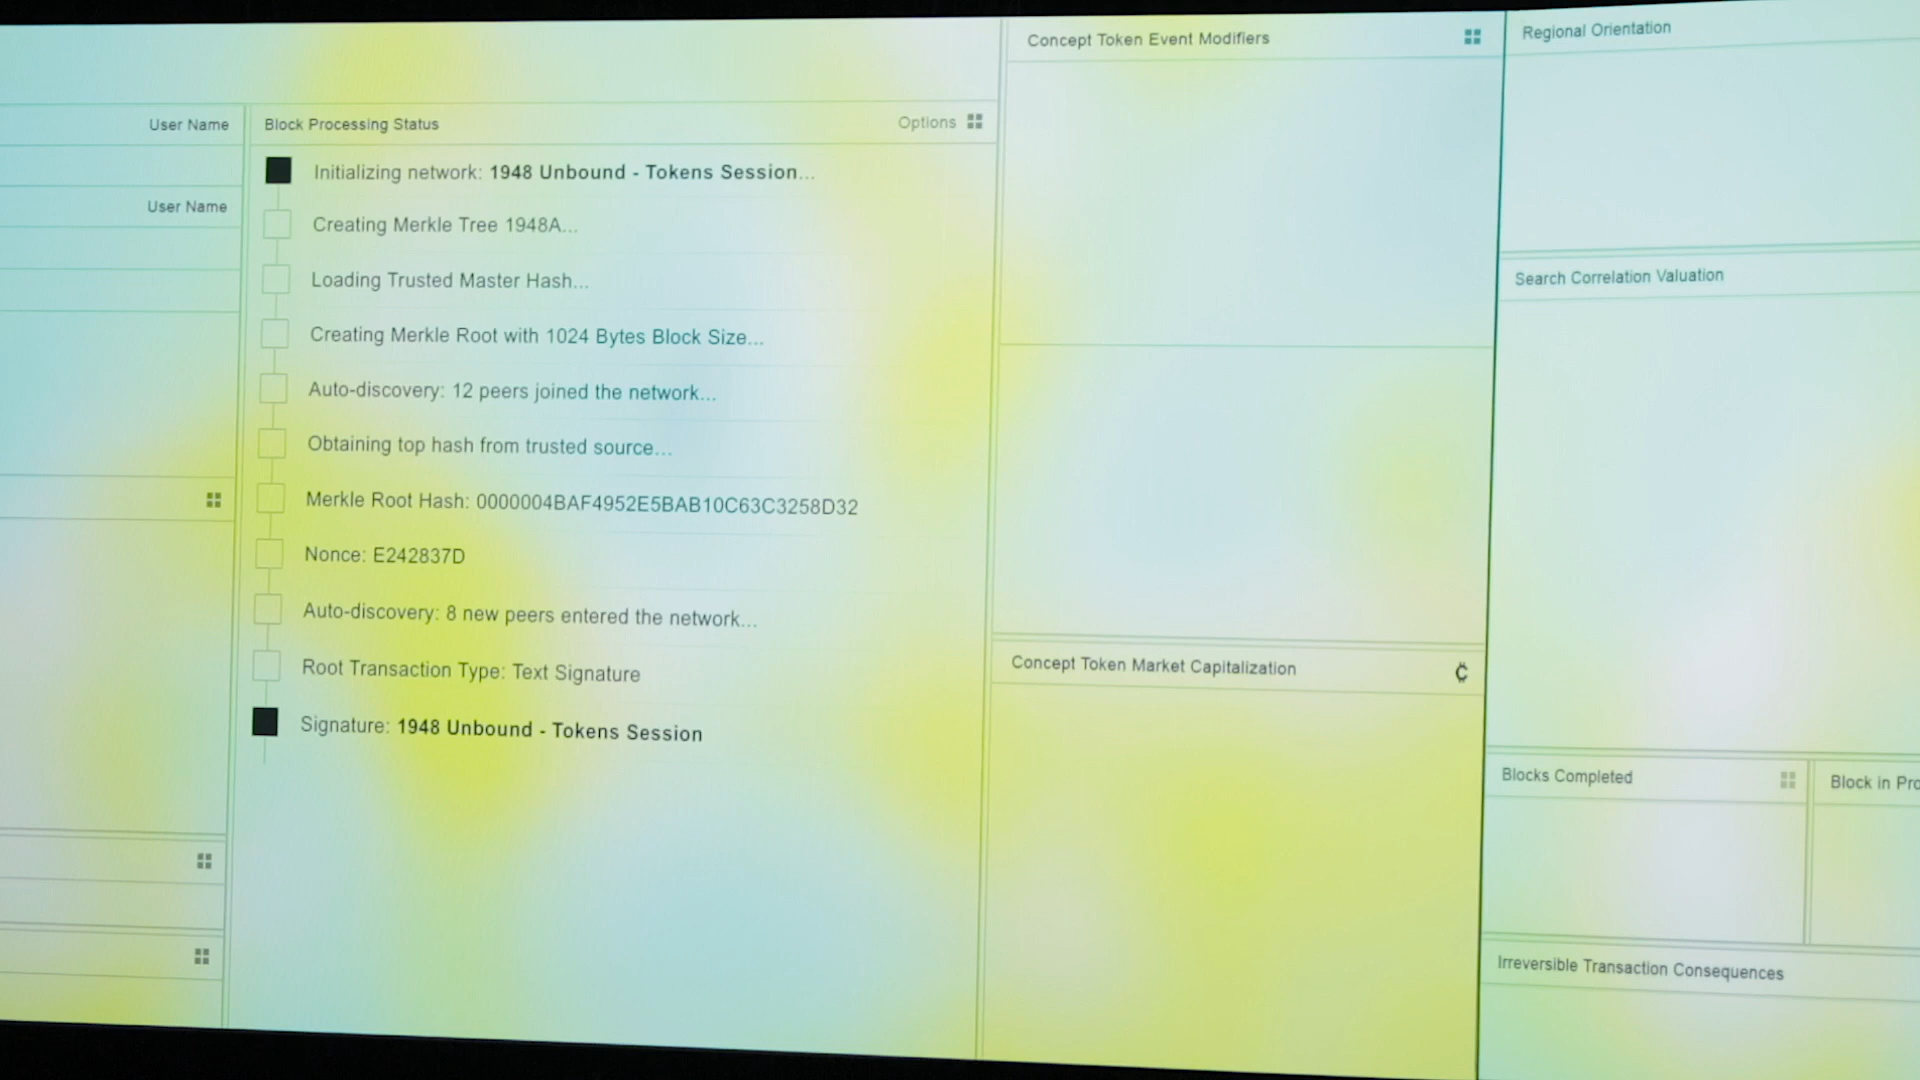 User Name
User Name
Block Processing Status
Options
Initializing network: 1948 Unbound - Tokens Session...
Creating Merkle Tree 1948A...
Loading Trusted Master Hash...
Creating Merkle Root with 1024 Bytes Block Size...
Auto-discovery: 12 peers joined the network...
Obtaining top hash from trusted source...
Merkle Root Hash: 0000004BAF4952E5BAB10C63C3258D32
Nonce: E242837D
Auto-discovery: 8 new peers entered the network...
Root Transaction Type: Text Signature
Signature: 1948 Unbound - Tokens Session
Concept Token Event Modifiers
Concept Token Market Capitalization
Regional Orientation
Search Correlation Valuation
Blocks Completed
Block in Pro
Irreversible Transaction Consequences